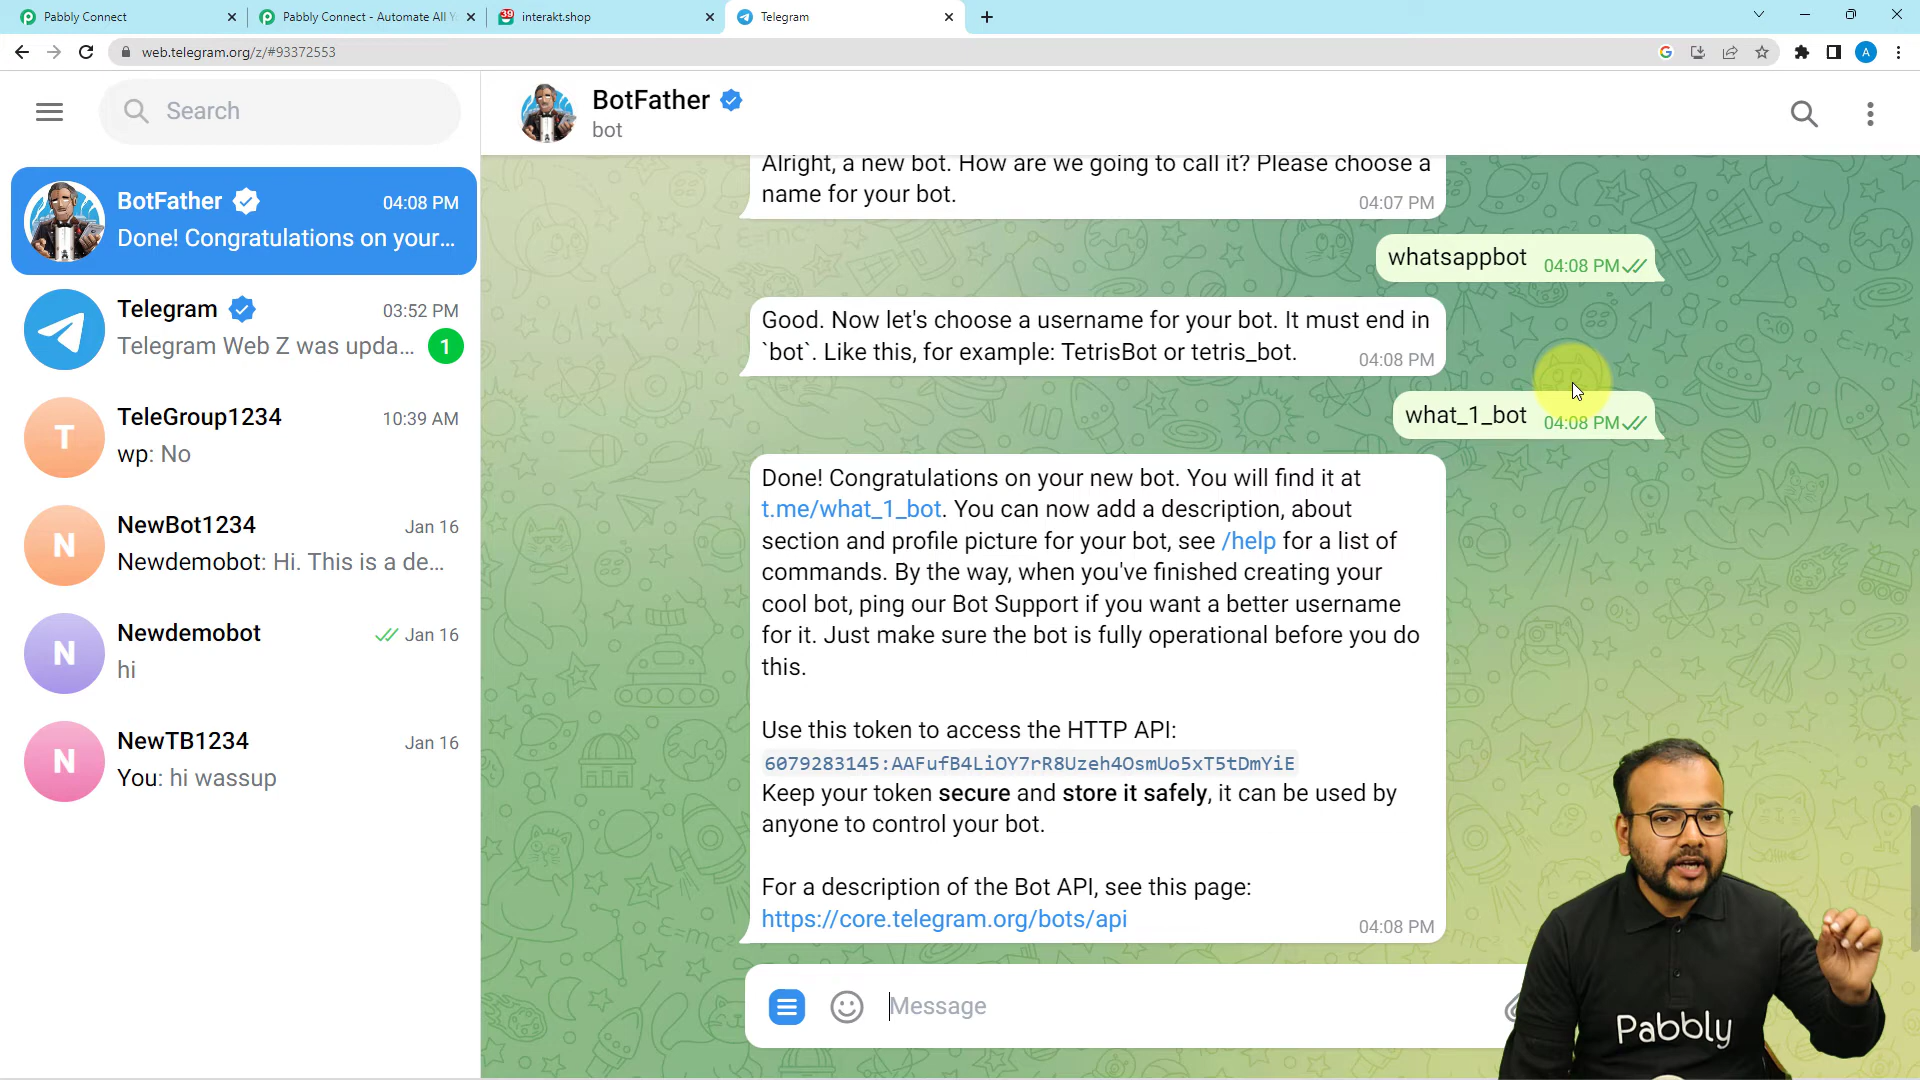 Pabbly Connect
Pabbly Connect - Automate All Y
39
interakt.shop
Telegram
web.telegram.org/z/#93372553
A
Search
BotFather
bot
BotFather 04:08 PM
Done! Congratulations on your...
Telegram 03:52 PM
Telegram Web Z was upda... 1
T
TeleGroup1234 10:39 AM
wp: No
N
NewBot1234 Jan 16
Newdemobot: Hi. This is a de...
N
Newdemobot Jan 16
hi
N
NewTB1234 Jan 16
You: hi wassup
Alright, a new bot. How are we going to call it? Please choose a
name for your bot. 04:07 PM
whatsappbot 04:08 PM
Good. Now let's choose a username for your bot. It must end in
`bot`. Like this, for example: TetrisBot or tetris_bot. 04:08 PM
what_1_bot 04:08 PM
Done! Congratulations on your new bot. You will find it at
t.me/what_1_bot. You can now add a description, about
section and profile picture for your bot, see /help for a list of
commands. By the way, when you've finished creating your
cool bot, ping our Bot Support if you want a better username
for it. Just make sure the bot is fully operational before you do
this.
Use this token to access the HTTP API:
6079283145:AAFufB4LiOY7rR8Uzeh4OsmUo5xT5tDmYiE
Keep your token secure and store it safely, it can be used by
anyone to control your bot.
For a description of the Bot API, see this page:
https://core.telegram.org/bots/api 04:08 PM
Message
Pabbly